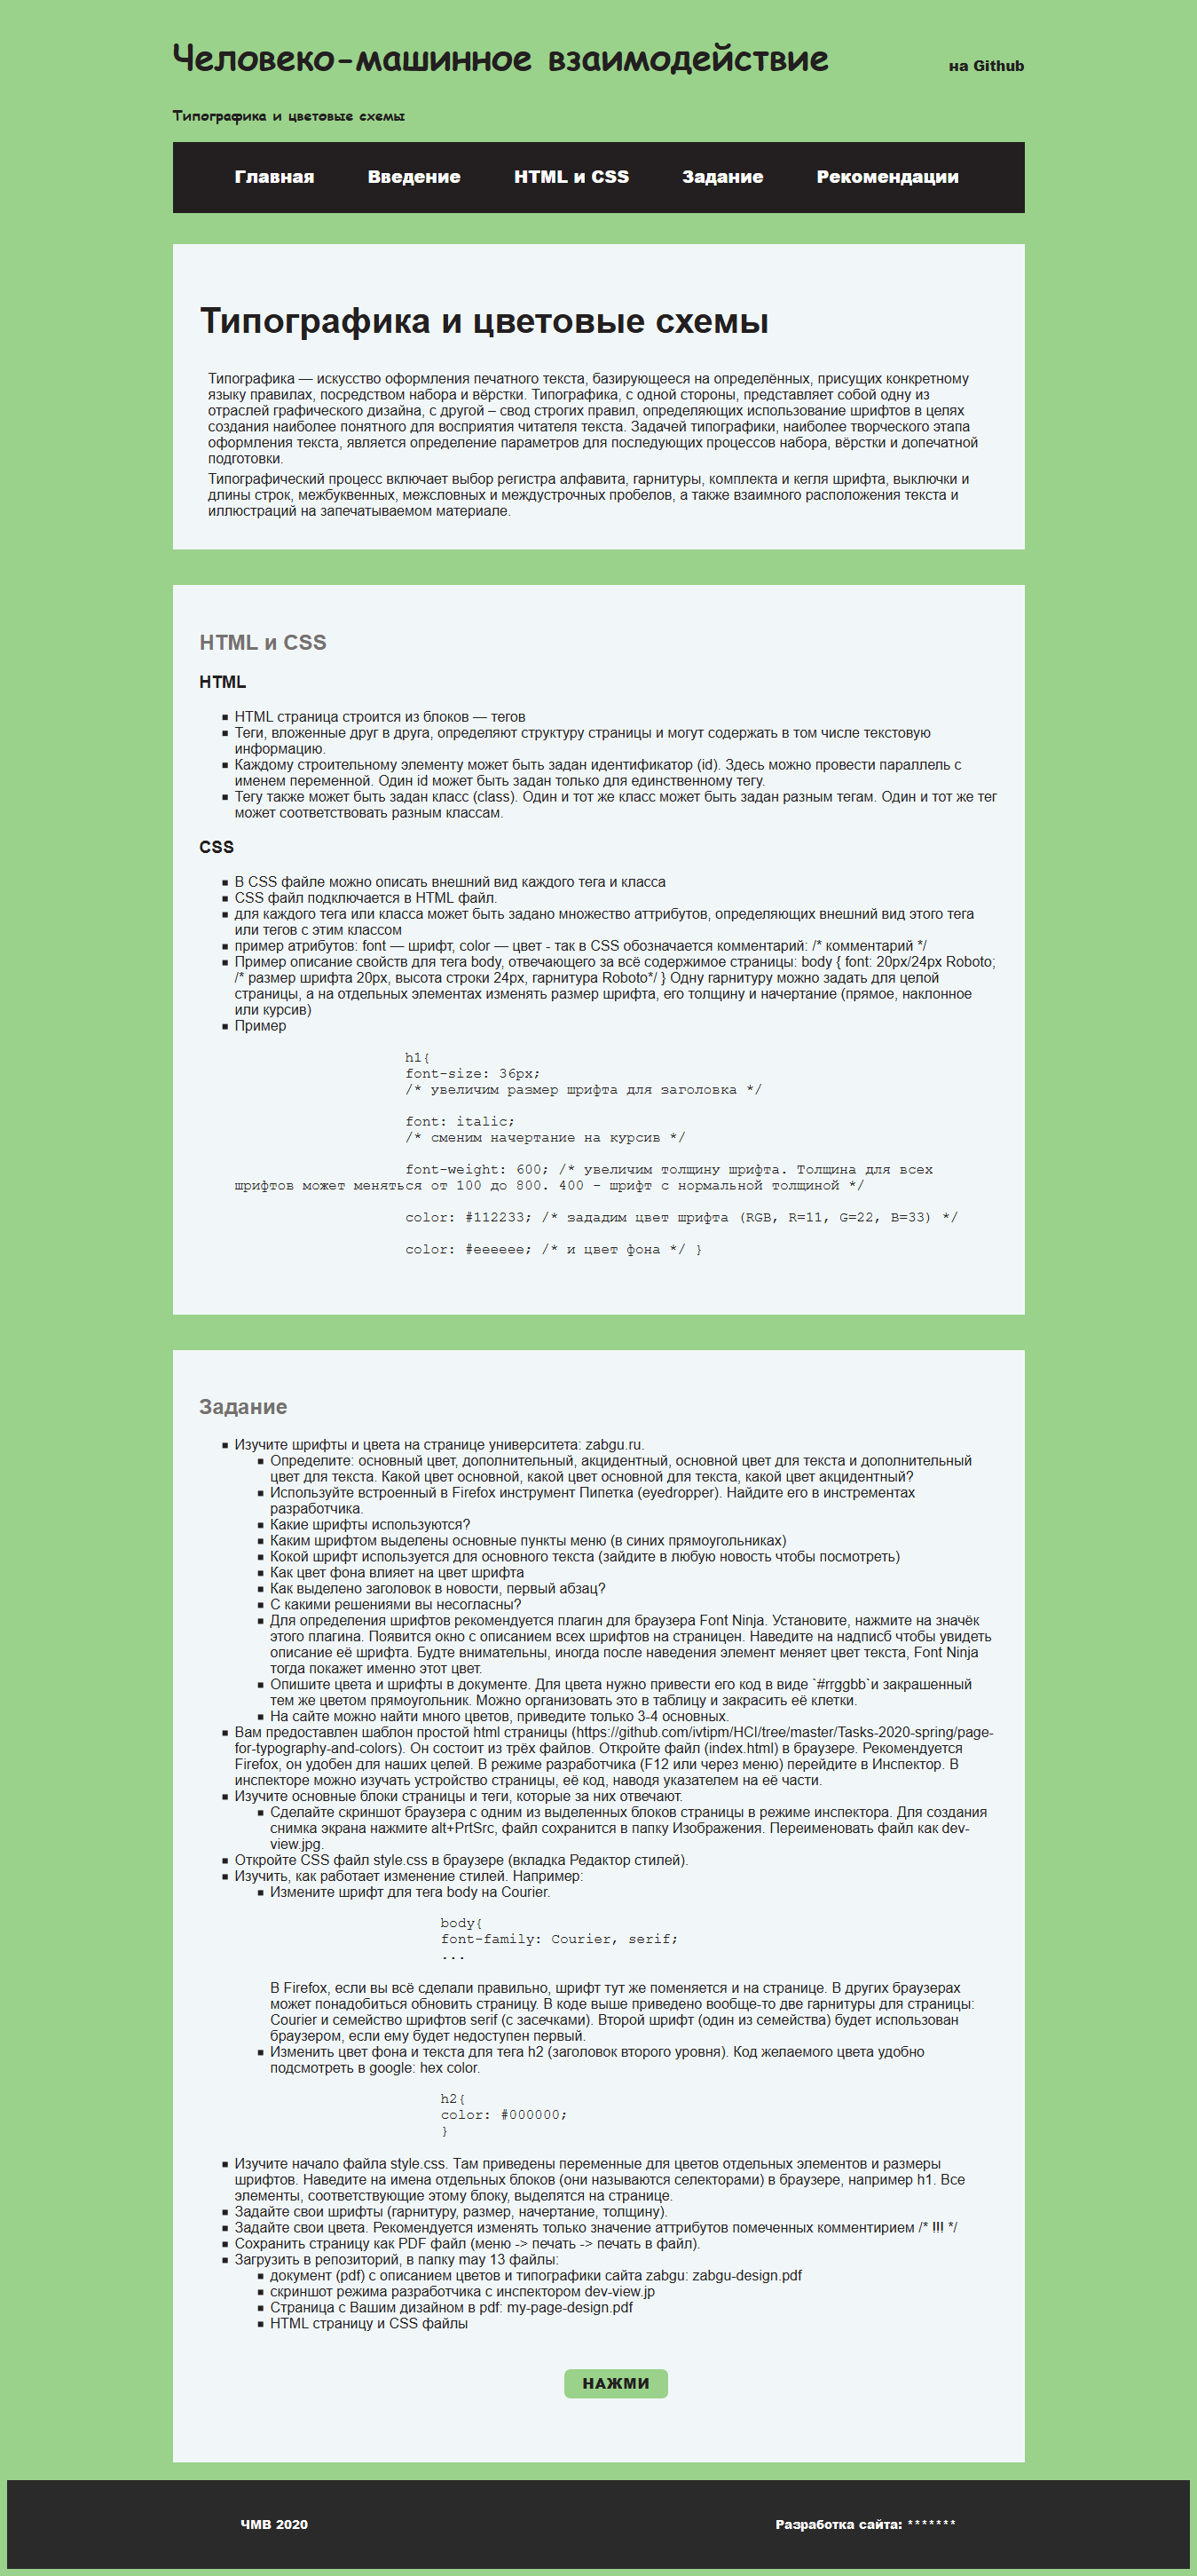 Человеко-машинное взаимодействие
на Github
Типографика и цветовые схемы
Главная Введение HTML и CSS Задание Рекомендации
Типографика и цветовые схемы
Типографика — искусство оформления печатного текста, базирующееся на определённых, присущих конкретному
языку правилах, посредством набора и вёрстки. Типографика, с одной стороны, представляет собой одну из
отраслей графического дизайна, с другой – свод строгих правил, определяющих использование шрифтов в целях
создания наиболее понятного для восприятия читателя текста. Задачей типографики, наиболее творческого этапа
оформления текста, является определение параметров для последующих процессов набора, вёрстки и допечатной
подготовки.
Типографический процесс включает выбор регистра алфавита, гарнитуры, комплекта и кегля шрифта, выключки и
длины строк, межбуквенных, межсловных и междустрочных пробелов, а также взаимного расположения текста и
иллюстраций на запечатываемом материале.
HTML и CSS
HTML
HTML страница строится из блоков — тегов
Теги, вложенные друг в друга, определяют структуру страницы и могут содержать в том числе текстовую
информацию.
Каждому строительному элементу может быть задан идентификатор (id). Здесь можно провести параллель с
именем переменной. Один id может быть задан только для единственному тегу.
Тегу также может быть задан класс (class). Один и тот же класс может быть задан разным тегам. Один и тот же тег
может соответствовать разным классам.
CSS
В CSS файле можно описать внешний вид каждого тега и класса
CSS файл подключается в HTML файл.
для каждого тега или класса может быть задано множество аттрибутов, определяющих внешний вид этого тега
или тегов с этим классом
пример атрибутов: font — шрифт, color — цвет - так в CSS обозначается комментарий: /* комментарий */
Пример описание свойств для тега body, отвечающего за всё содержимое страницы: body { font: 20px/24px Roboto;
/* размер шрифта 20px, высота строки 24px, гарнитура Roboto*/ } Одну гарнитуру можно задать для целой
страницы, а на отдельных элементах изменять размер шрифта, его толщину и начертание (прямое, наклонное
или курсив)
Пример
h1{
font-size: 36px;
/* увеличим размер шрифта для заголовка */
font: italic;
/* сменим начертание на курсив */
font-weight: 600; /* увеличим толщину шрифта. Толщина для всех
шрифтов может меняться от 100 до 800. 400 - шрифт с нормальной толщиной */
color: #112233; /* зададим цвет шрифта (RGB, R=11, G=22, B=33) */
color: #eeeeee; /* и цвет фона */ }
Задание
Изучите шрифты и цвета на странице университета: zabgu.ru.
Определите: основный цвет, дополнительный, акцидентный, основной цвет для текста и дополнительный
цвет для текста. Какой цвет основной, какой цвет основной для текста, какой цвет акцидентный?
Используйте встроенный в Firefox инструмент Пипетка (eyedropper). Найдите его в инстрементах
разработчика.
Какие шрифты используются?
Каким шрифтом выделены основные пункты меню (в синих прямоугольниках)
Кокой шрифт используется для основного текста (зайдите в любую новость чтобы посмотреть)
Как цвет фона влияет на цвет шрифта
Как выделено заголовок в новости, первый абзац?
С какими решениями вы несогласны?
Для определения шрифтов рекомендуется плагин для браузера Font Ninja. Установите, нажмите на значёк
этого плагина. Появится окно с описанием всех шрифтов на страницен. Наведите на надписб чтобы увидеть
описание её шрифта. Будте внимательны, иногда после наведения элемент меняет цвет текста, Font Ninja
тогда покажет именно этот цвет.
Опишите цвета и шрифты в документе. Для цвета нужно привести его код в виде `#rrggbb`и закрашенный
тем же цветом прямоугольник. Можно организовать это в таблицу и закрасить её клетки.
На сайте можно найти много цветов, приведите только 3-4 основных.
Вам предоставлен шаблон простой html страницы (https://github.com/ivtipm/HCI/tree/master/Tasks-2020-spring/page-
for-typography-and-colors). Он состоит из трёх файлов. Откройте файл (index.html) в браузере. Рекомендуется
Firefox, он удобен для наших целей. В режиме разработчика (F12 или через меню) перейдите в Инспектор. В
инспекторе можно изучать устройство страницы, её код, наводя указателем на её части.
Изучите основные блоки страницы и теги, которые за них отвечают.
Сделайте скриншот браузера с одним из выделенных блоков страницы в режиме инспектора. Для создания
снимка экрана нажмите alt+PrtSrc, файл сохранится в папку Изображения. Переименовать файл как dev-
view.jpg.
Откройте CSS файл style.css в браузере (вкладка Редактор стилей).
Изучить, как работает изменение стилей. Например:
Измените шрифт для тега body на Courier.
body{
font-family: Courier, serif;
...
В Firefox, если вы всё сделали правильно, шрифт тут же поменяется и на странице. В других браузерах
может понадобиться обновить страницу. В коде выше приведено вообще-то две гарнитуры для страницы:
Courier и семейство шрифтов serif (с засечками). Второй шрифт (один из семейства) будет использован
браузером, если ему будет недоступен первый.
Изменить цвет фона и текста для тега h2 (заголовок второго уровня). Код желаемого цвета удобно
подсмотреть в google: hex color.
h2{
color: #000000;
}
Изучите начало файла style.css. Там приведены переменные для цветов отдельных элементов и размеры
шрифтов. Наведите на имена отдельных блоков (они называются селекторами) в браузере, например h1. Все
элементы, соответствующие этому блоку, выделятся на странице.
Задайте свои шрифты (гарнитуру, размер, начертание, толщину).
Задайте свои цвета. Рекомендуется изменять только значение аттрибутов помеченных комментирием /* !!! */
Сохранить страницу как PDF файл (меню -> печать -> печать в файл).
Загрузить в репозиторий, в папку may 13 файлы:
документ (pdf) с описанием цветов и типографики сайта zabgu: zabgu-design.pdf
скриншот режима разработчика с инспектором dev-view.jp
Страница с Вашим дизайном в pdf: my-page-design.pdf
HTML страницу и CSS файлы
НАЖМИ
ЧМВ 2020
Разработка сайта: *******